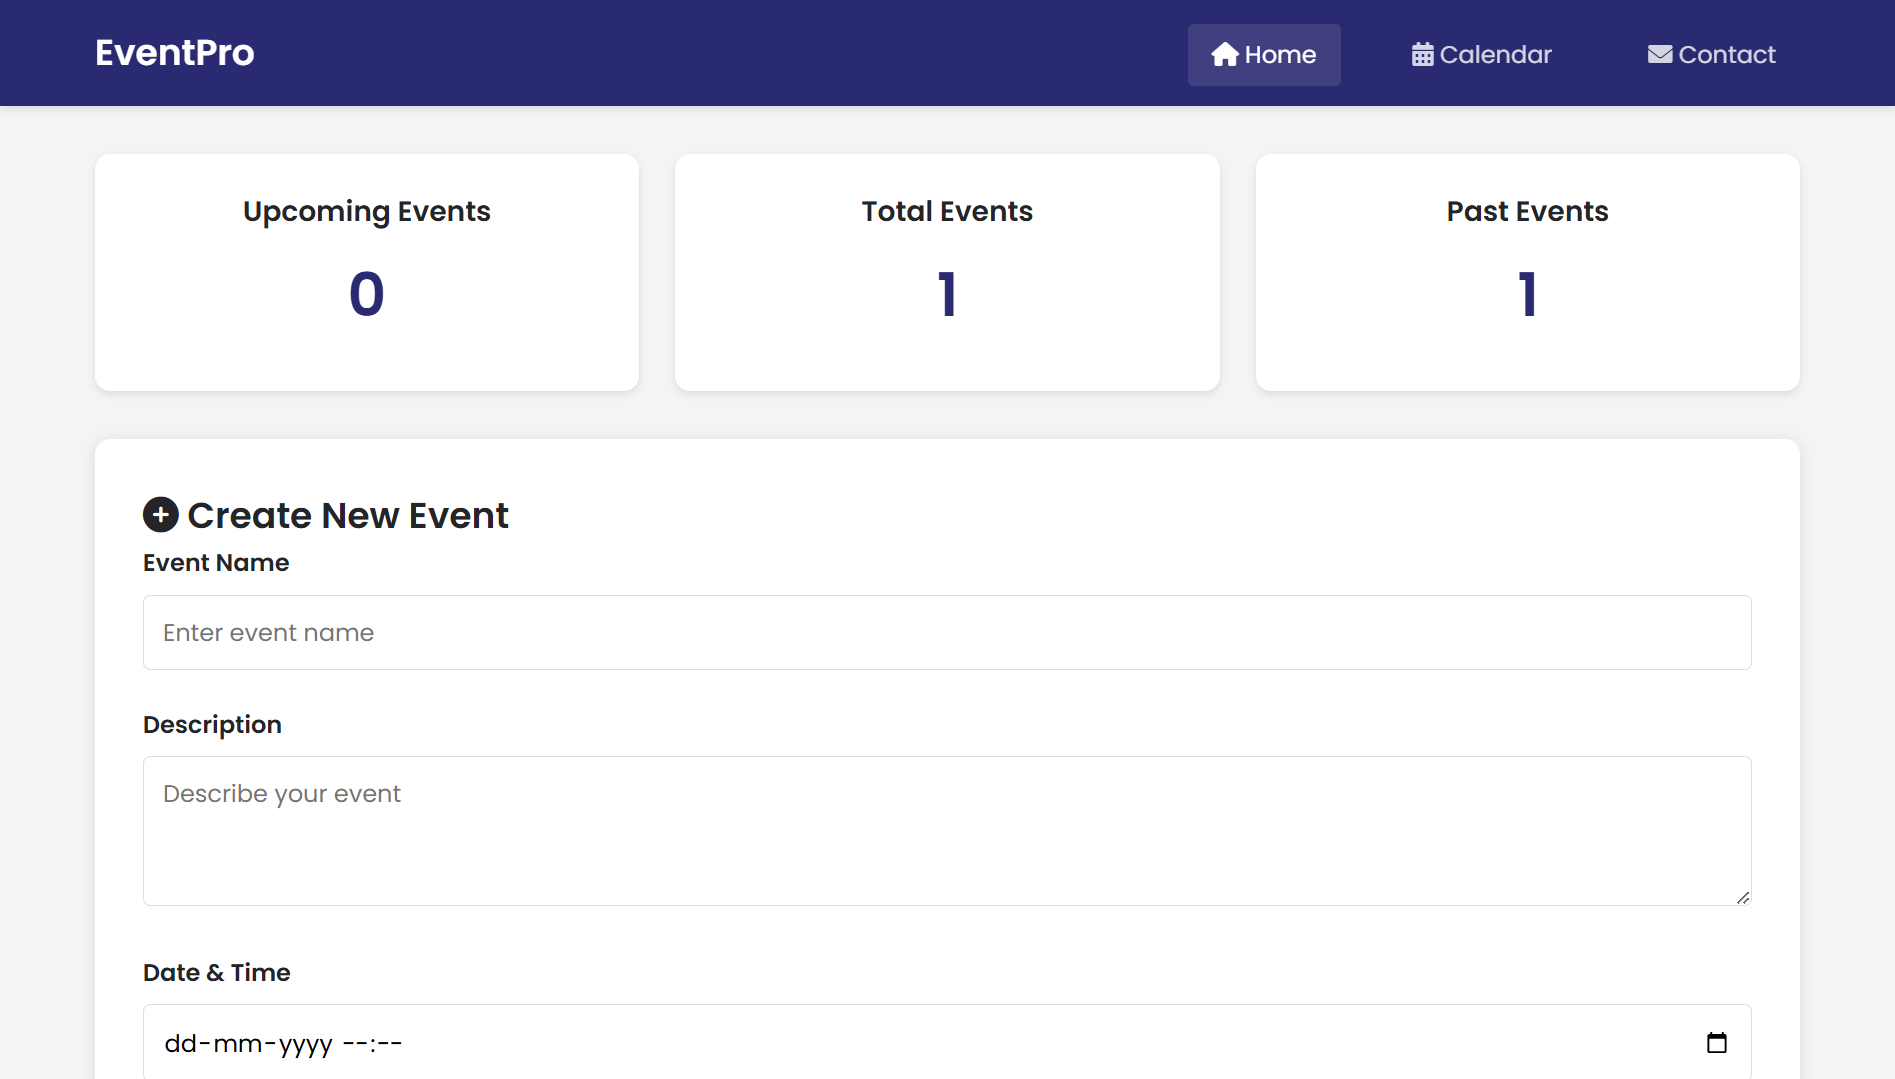 EventPro
Home
Calendar
Contact
Upcoming Events
0
Total Events
1
Past Events
1
Create New Event
Event Name
Enter event name
Description
Describe your event
Date & Time
dd-mm-yyyy --:--